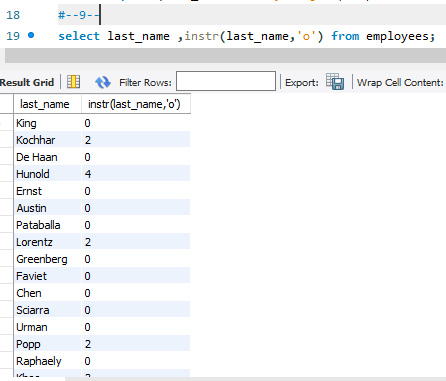 18 #--9--
19 select last_name ,instr(last_name,'o') from employees;
Result Grid Filter Rows: Export: Wrap Cell Content:
last_name instr(last_name,'o')
King 0
Kochhar 2
De Haan 0
Hunold 4
Ernst 0
Austin 0
Pataballa 0
Lorentz 2
Greenberg 0
Faviet 0
Chen 0
Sciarra 0
Urman 0
Popp 2
Raphaely 0